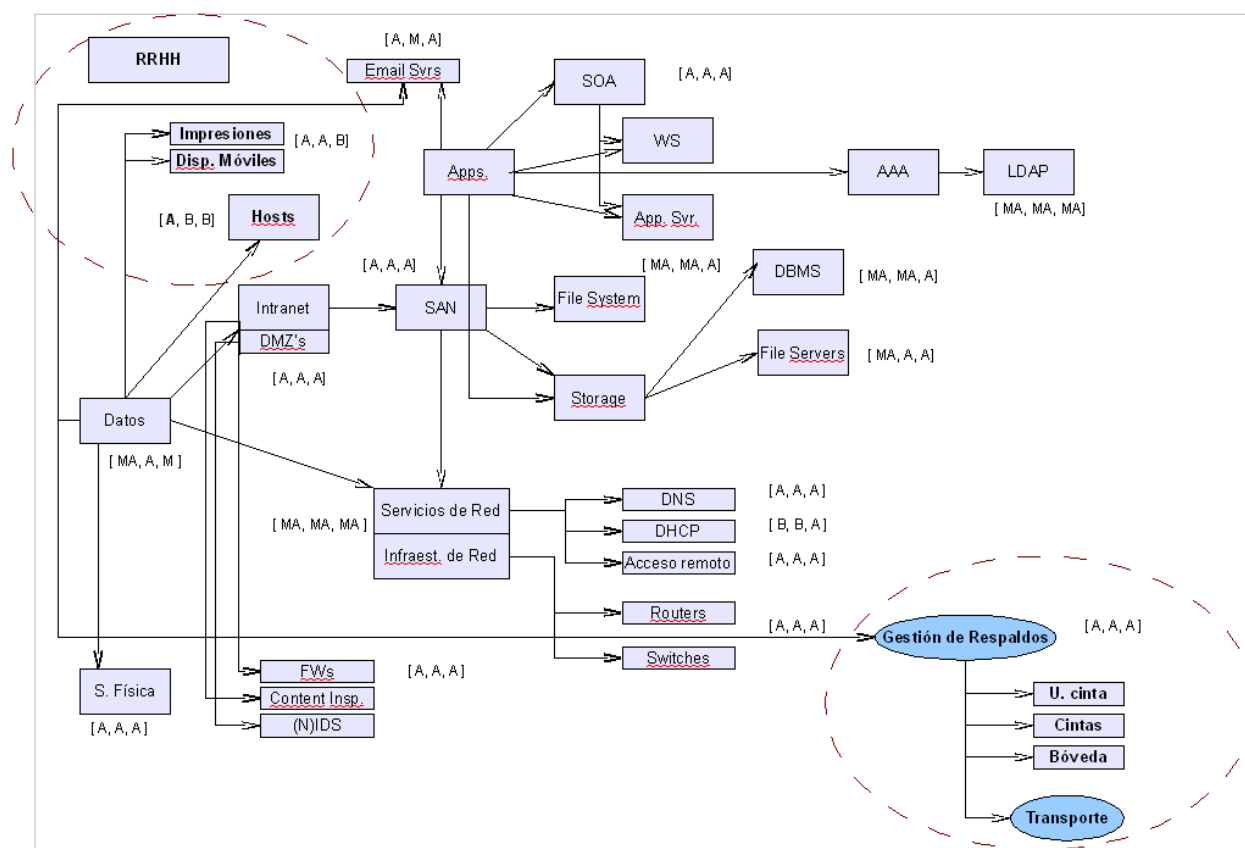 [ A, M, A]
RRHH
Email Svrs
SOA
[ A, A, A]
Impresiones
[ A, A, B]
Disp. Móviles
WS
Apps.
AAA
LDAP
[ MA, MA, MA]
[ A, B, B]
Hosts
App. Svr.
[ A, A, A]
[ MA, MA, A]
DBMS
[ MA, MA, A]
Intranet
SAN
File System
DMZ's
File Servers
[ MA, A, A]
[ A, A, A]
Storage
Datos
[ MA, A, M ]
Servicios de Red
DNS
[ A, A, A]
[ MA, MA, MA ]
DHCP
[ B, B, A]
Infraest. de Red
Acceso remoto
[ A, A, A]
Routers
[ A, A, A]
Gestión de Respaldos
[ A, A, A]
Switches
FWs
[ A, A, A]
S. Física
Content Insp.
U. cinta
[ A, A, A]
(N)IDS
Cintas
Bóveda
Transporte